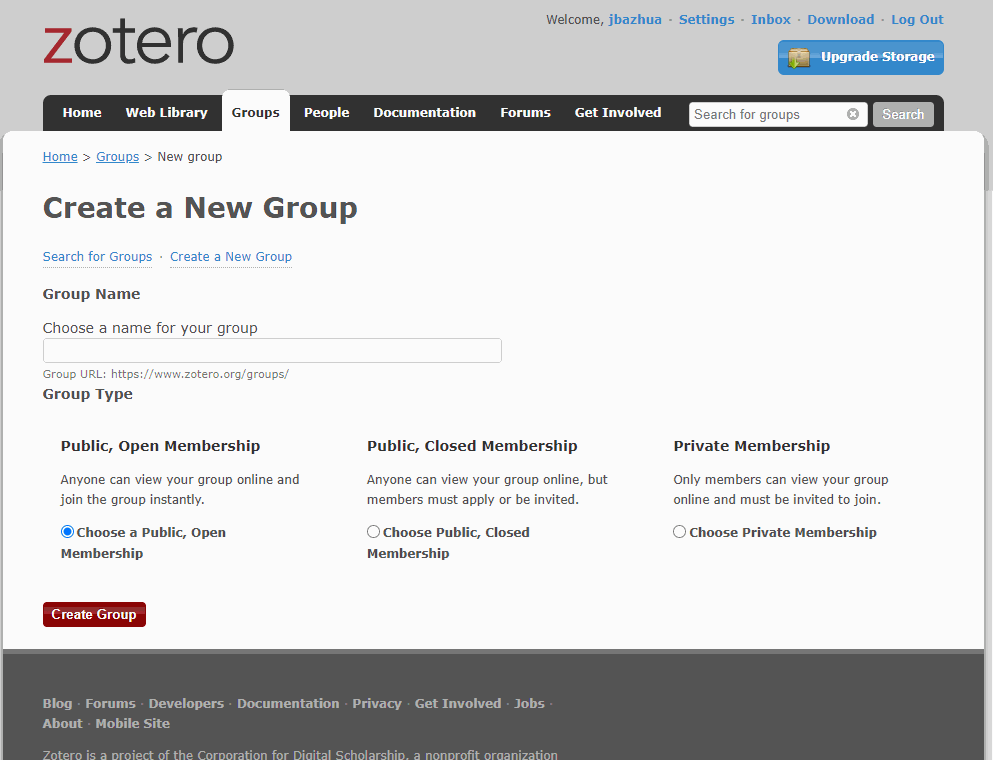 zotero
Welcome, jbazhua · Settings · Inbox · Download · Log Out
Upgrade Storage
Home Web Library Groups People Documentation Forums Get Involved Search for groups Search
Home > Groups > New group
Create a New Group
Search for Groups · Create a New Group
Group Name
Choose a name for your group
Group URL: https://www.zotero.org/groups/
Group Type
Public, Open Membership
Anyone can view your group online and
join the group instantly.
Choose a Public, Open
Membership
Public, Closed Membership
Anyone can view your group online, but
members must apply or be invited.
Choose Public, Closed
Membership
Private Membership
Only members can view your group
online and must be invited to join.
Choose Private Membership
Create Group
Blog · Forums · Developers · Documentation · Privacy · Get Involved · Jobs ·
About · Mobile Site
Zotero is a project of the Corporation for Digital Scholarship, a nonprofit organization